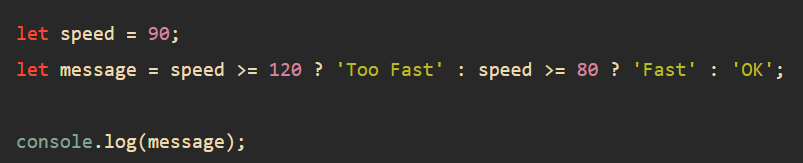 let speed = 90;
let message = speed >= 120 ? 'Too Fast' : speed >= 80 ? 'Fast' : 'OK';
console.log(message);